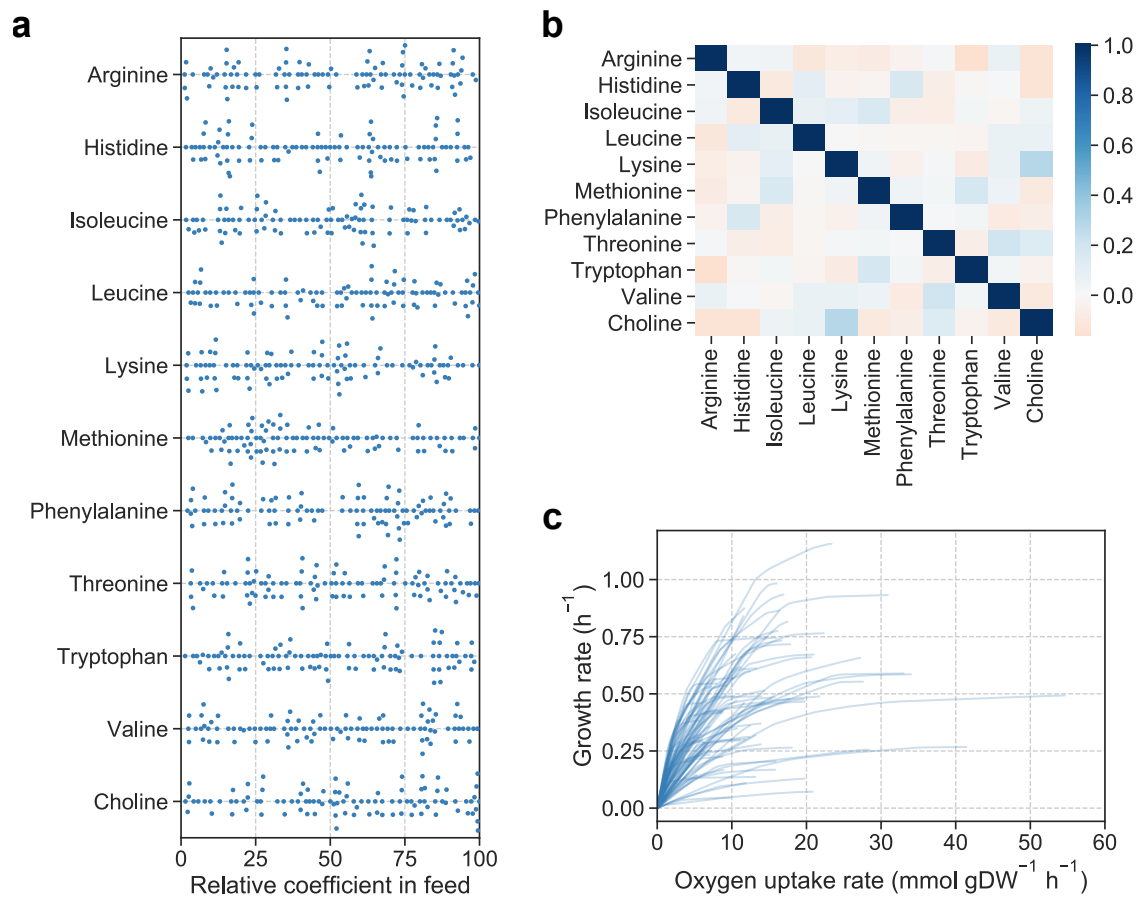 a
Arginine
Histidine
Isoleucine
Leucine
Lysine
Methionine
Phenylalanine
Threonine
Tryptophan
Valine
Choline
0 25 50 75 100
Relative coefficient in feed
b
Arginine
Histidine
Isoleucine
Leucine
Lysine
Methionine
Phenylalanine
Threonine
Tryptophan
Valine
Choline
Arginine
Histidine
Isoleucine
Leucine
Lysine
Methionine
Phenylalanine
Threonine
Tryptophan
Valine
Choline
1.0
0.8
0.6
0.4
0.2
0.0
c
Growth rate (h⁻¹)
1.00
0.75
0.50
0.25
0.00
0 10 20 30 40 50 60
Oxygen uptake rate (mmol gDW⁻¹ h⁻¹)